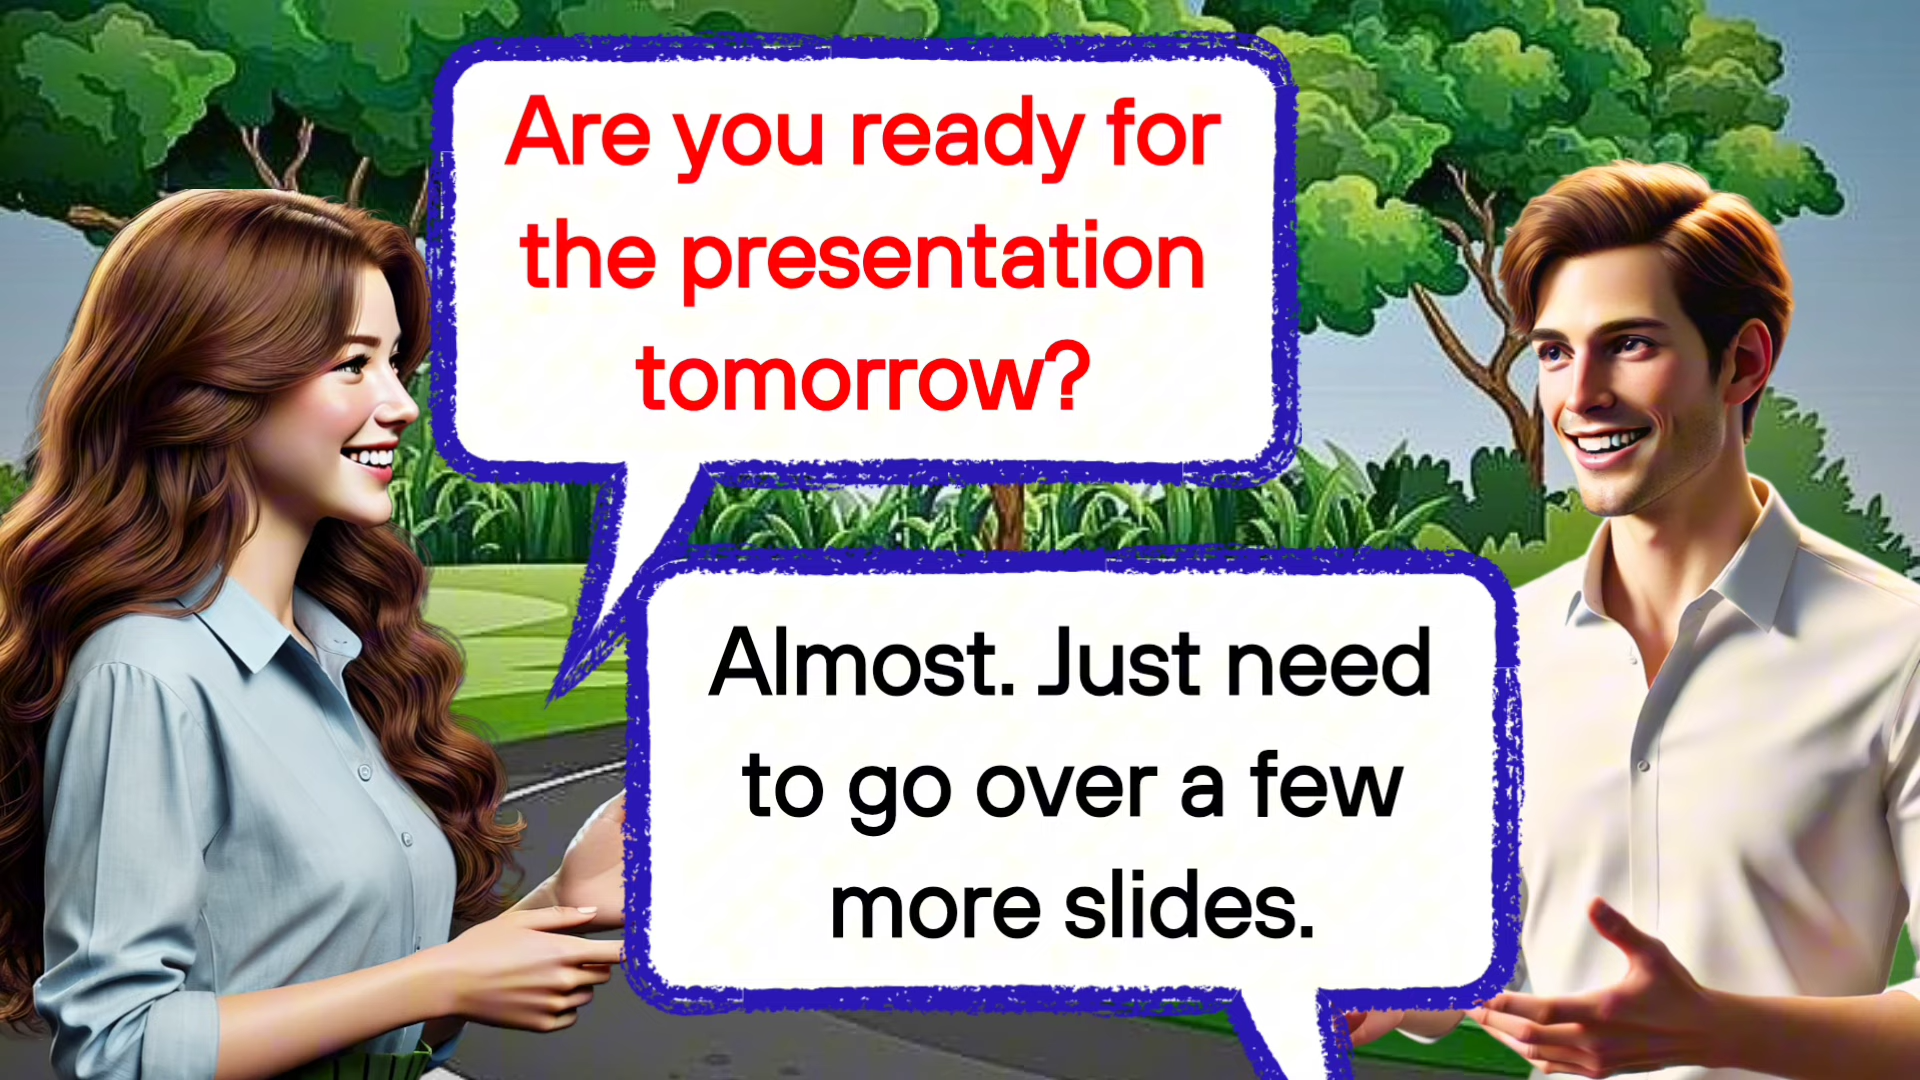 Are you ready for
the presentation
tomorrow?
Almost. Just need
to go over a few
more slides.